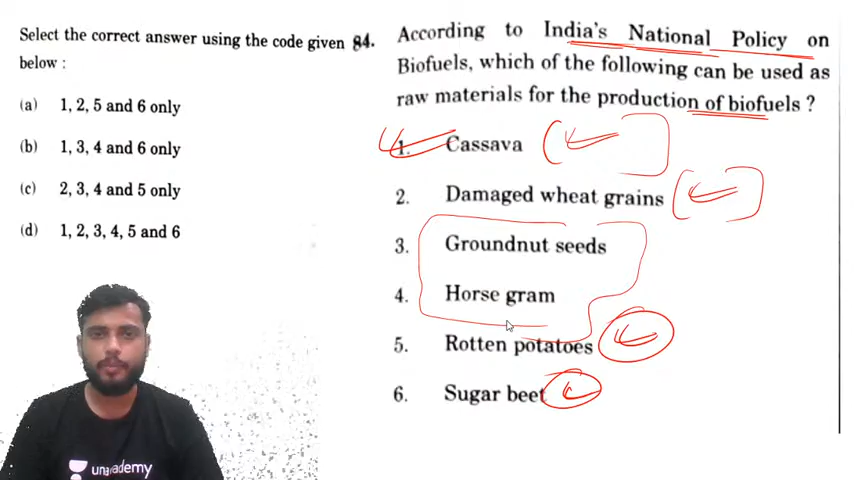 Select the correct answer using the code given
below :
(a) 1, 2, 5 and 6 only
(b) 1, 3, 4 and 6 only
(c) 2, 3, 4 and 5 only
(d) 1, 2, 3, 4, 5 and 6
84. According to India's National Policy on
Biofuels, which of the following can be used as
raw materials for the production of biofuels ?
1. Cassava
2. Damaged wheat grains
3. Groundnut seeds
4. Horse gram
5. Rotten potatoes
6. Sugar beet
unacademy